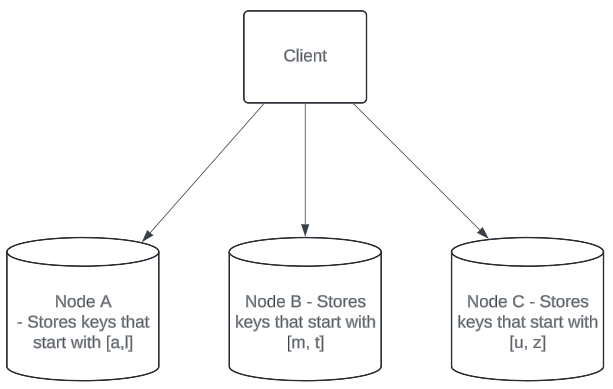 Client
Node A
- Stores keys that
start with [a,l]
Node B - Stores
keys that start with
[m, t]
Node C - Stores
keys that start with
[u, z]